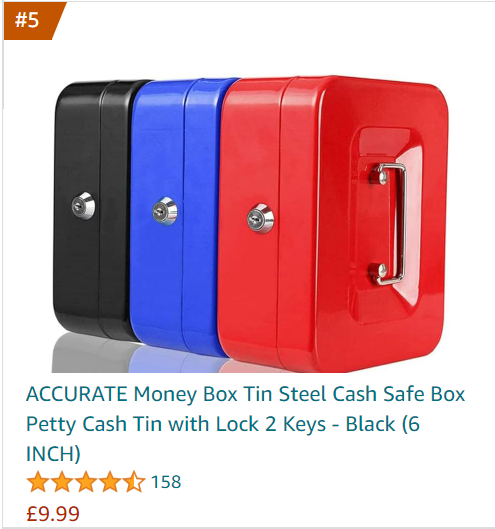 #5
ACCURATE Money Box Tin Steel Cash Safe Box
Petty Cash Tin with Lock 2 Keys - Black (6
INCH)
158
£9.99